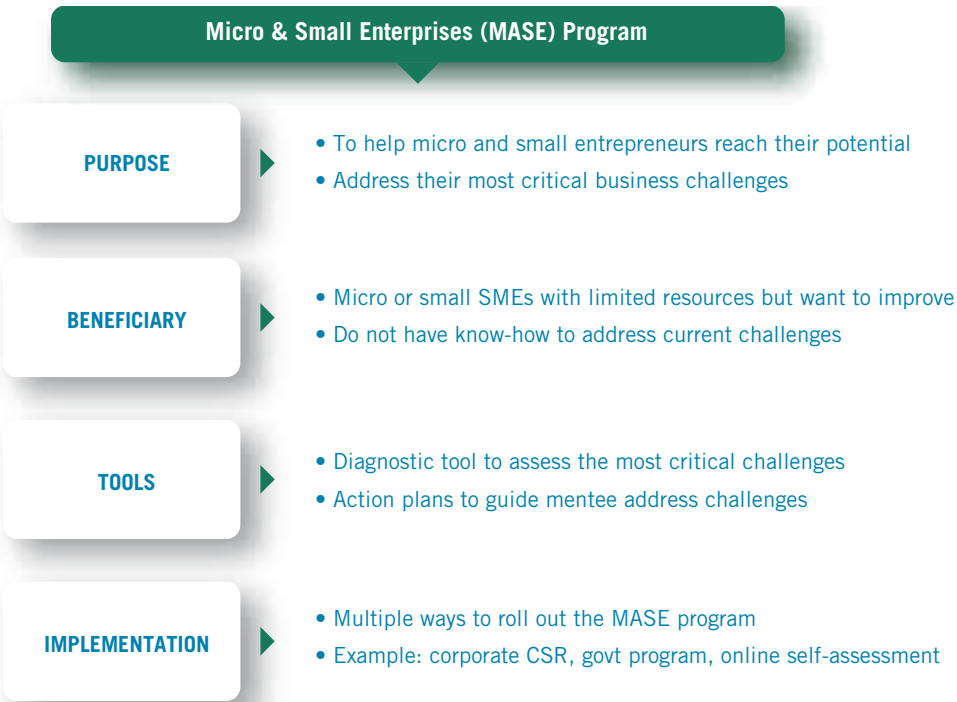 Micro & Small Enterprises (MASE) Program
PURPOSE
• To help micro and small entrepreneurs reach their potential
• Address their most critical business challenges
BENEFICIARY
• Micro or small SMEs with limited resources but want to improve
• Do not have know-how to address current challenges
TOOLS
• Diagnostic tool to assess the most critical challenges
• Action plans to guide mentee address challenges
IMPLEMENTATION
• Multiple ways to roll out the MASE program
• Example: corporate CSR, govt program, online self-assessment